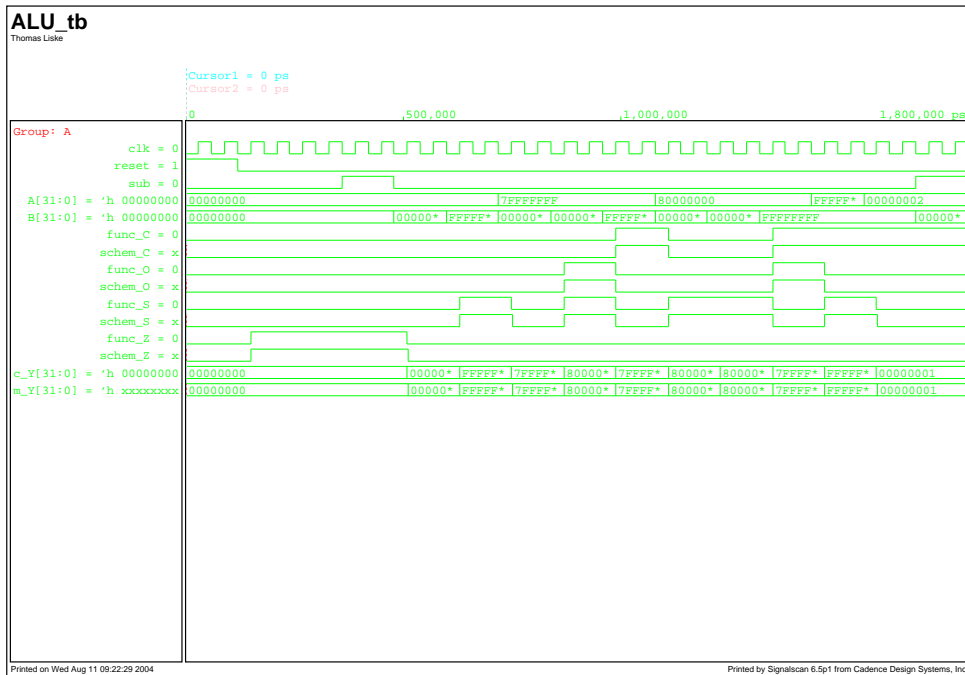 ALU_tb
Thomas Liske
Cursor1 = 0 ps
Cursor2 = 0 ps
0 500,000 1,000,000 1,800,000 ps
Group: A
clk = 0
reset = 1
sub = 0
A[31:0] = 'h 00000000 00000000 7FFFFFFF 80000000 FFFFF* 00000002
B[31:0] = 'h 00000000 00000000 00000* FFFFF* 00000* 00000* FFFFF* 00000* 00000* FFFFFFFF 00000*
func_C = 0
schem_C = x
func_O = 0
schem_O = x
func_S = 0
schem_S = x
func_Z = 0
schem_Z = x
c_Y[31:0] = 'h 00000000 00000000 00000* FFFFF* 7FFFF* 80000* 7FFFF* 80000* 80000* 7FFFF* FFFFF* 00000001
m_Y[31:0] = 'h xxxxxxxx 00000000 00000* FFFFF* 7FFFF* 80000* 7FFFF* 80000* 80000* 7FFFF* FFFFF* 00000001
Printed on Wed Aug 11 09:22:29 2004 Printed by Signalscan 6.5p1 from Cadence Design Systems, Inc